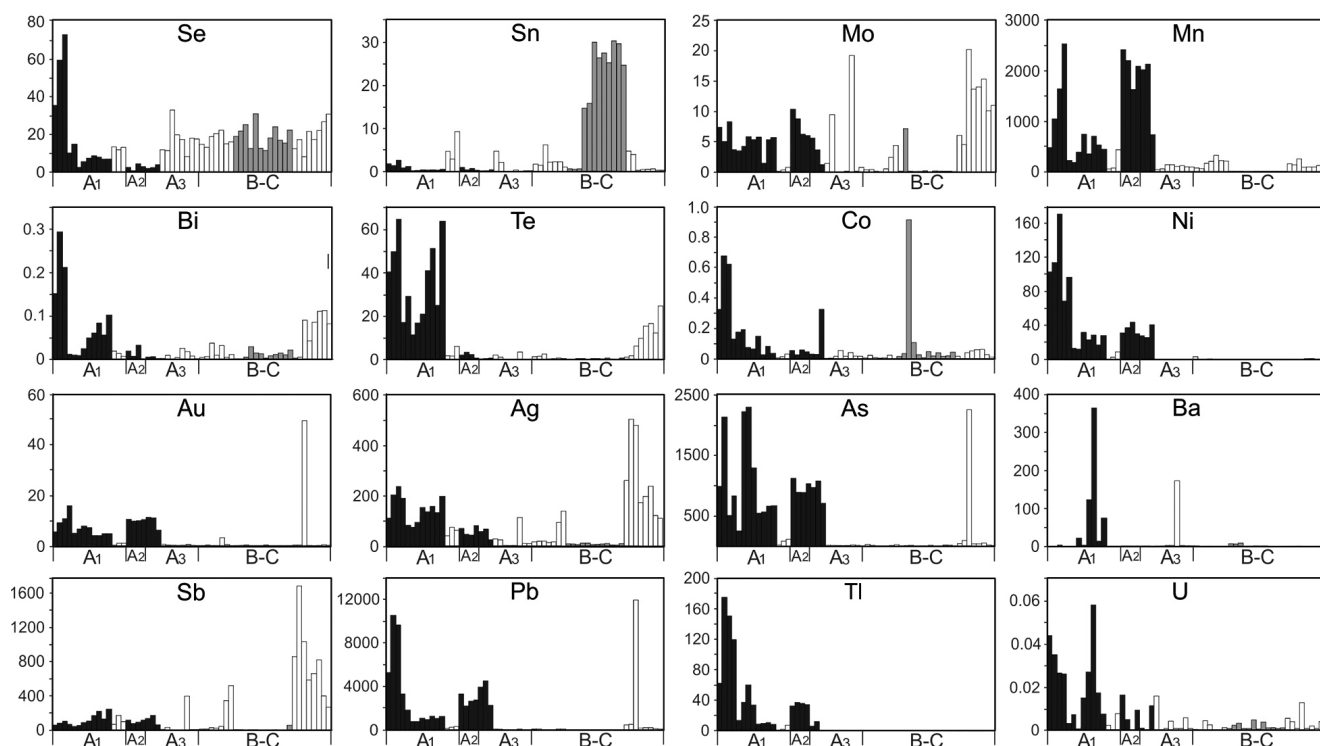 Se
80
60
40
20
0
A1 A2 A3 B-C
Sn
30
20
10
0
A1 A2 A3 B-C
Mo
25
20
15
10
5
0
A1 A2 A3 B-C
Mn
3000
2000
1000
0
A1 A2 A3 B-C
Bi
0.3
0.2
0.1
0
A1 A2 A3 B-C
Te
60
40
20
0
A1 A2 A3 B-C
Co
1.0
0.8
0.6
0.4
0.2
0
A1 A2 A3 B-C
Ni
160
120
80
40
0
A1 A2 A3 B-C
Au
60
40
20
0
A1 A2 A3 B-C
Ag
600
400
200
0
A1 A2 A3 B-C
As
2500
1500
500
A1 A2 A3 B-C
Ba
400
300
200
100
0
A1 A2 A3 B-C
Sb
1600
1200
800
400
0
A1 A2 A3 B-C
Pb
12000
8000
4000
0
A1 A2 A3 B-C
Tl
200
160
120
80
40
0
A1 A2 A3 B-C
U
0.06
0.04
0.02
0
A1 A2 A3 B-C